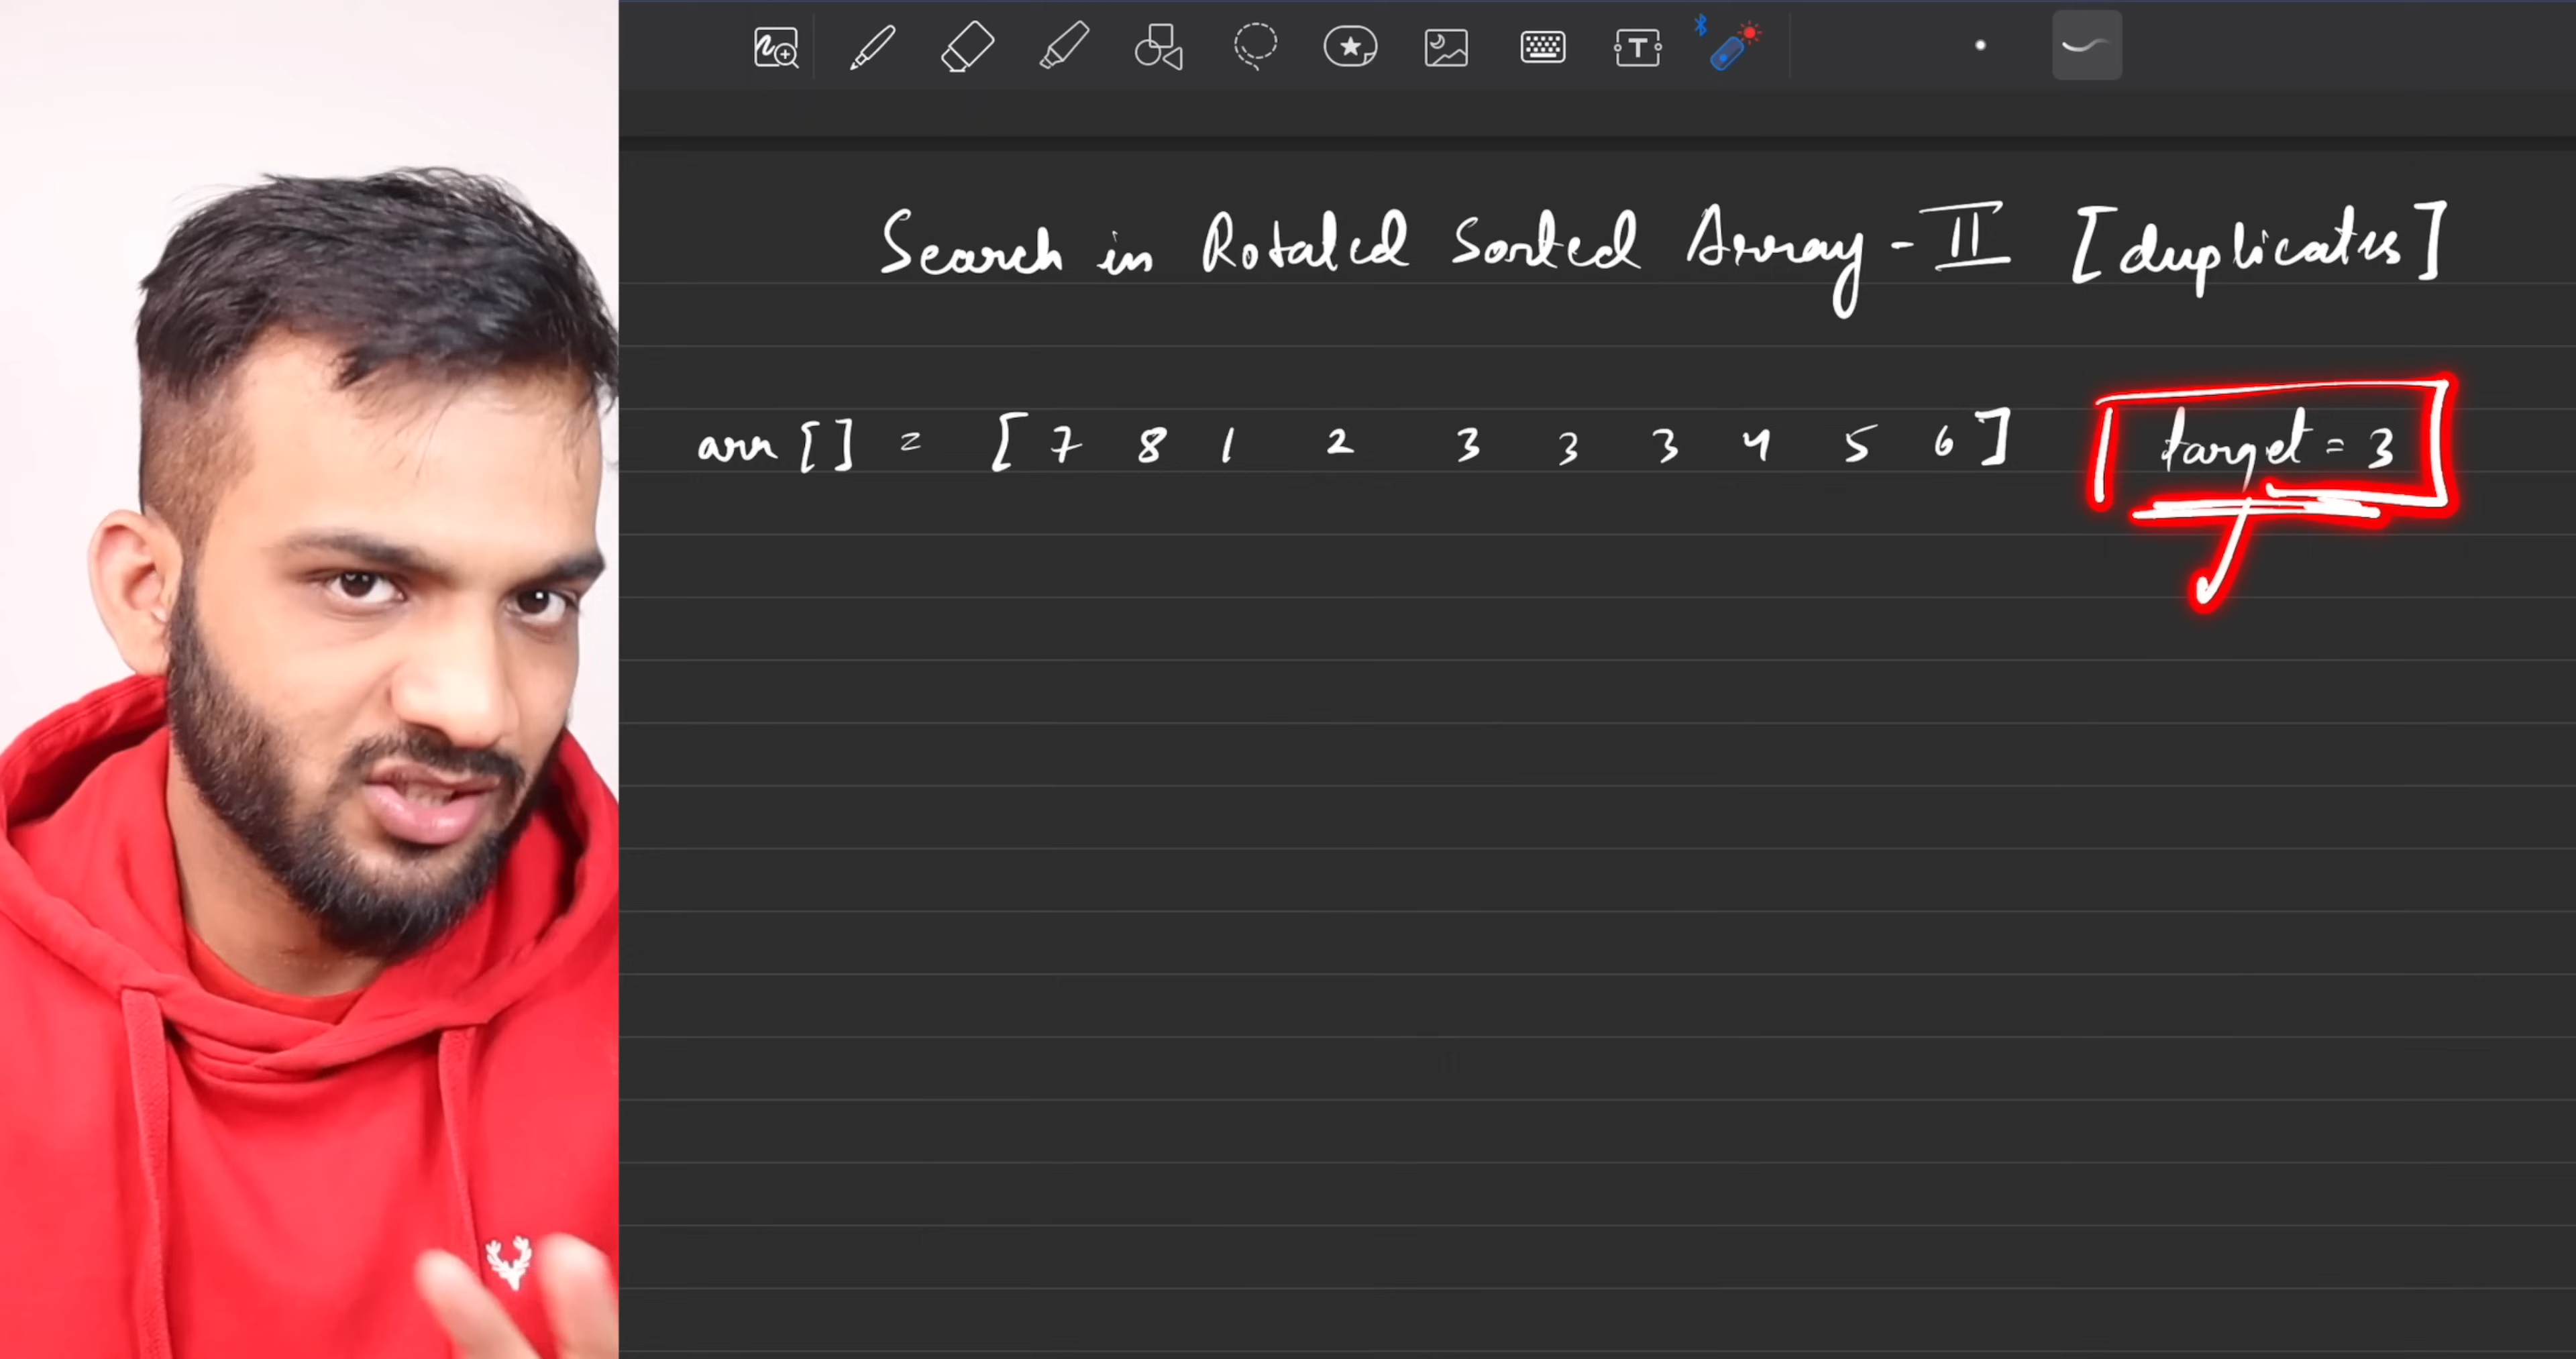 Search in Rotated Sorted Array - II [duplicates]
arr [] = [ 7 8 1 2 3 3 3 4 5 6 ] target = 3
T